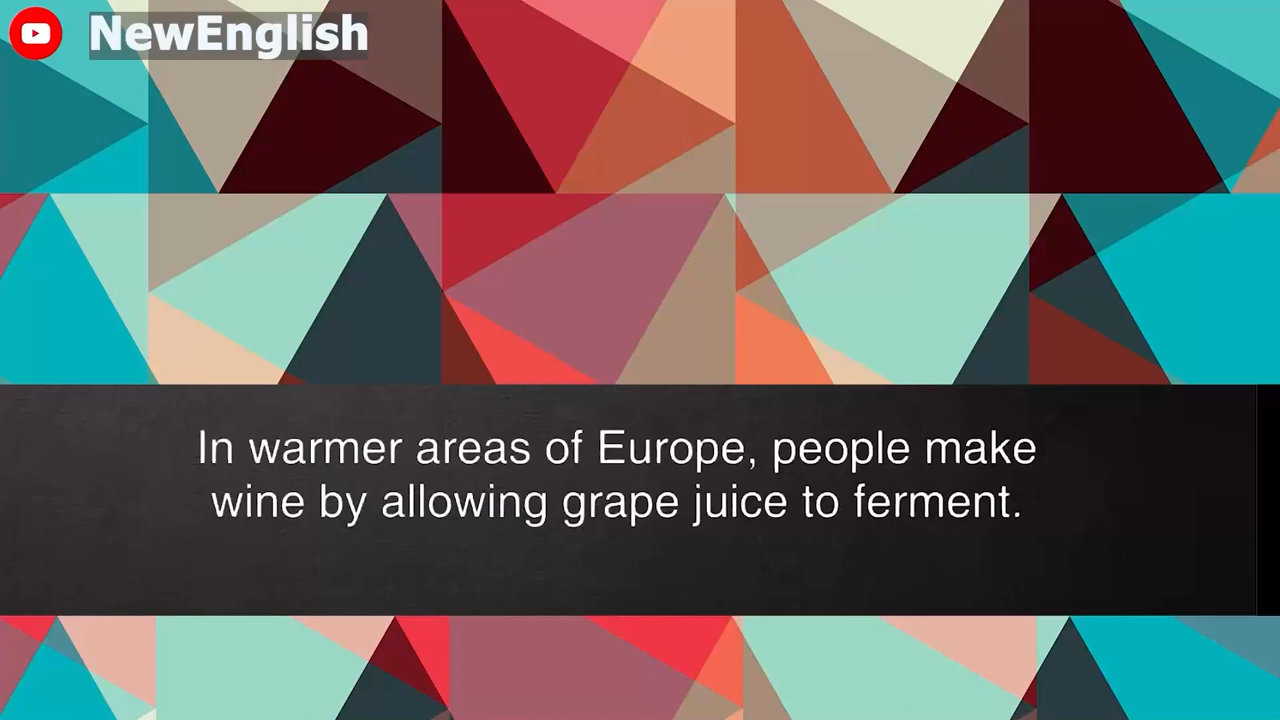 NewEnglish
In warmer areas of Europe, people make
wine by allowing grape juice to ferment.